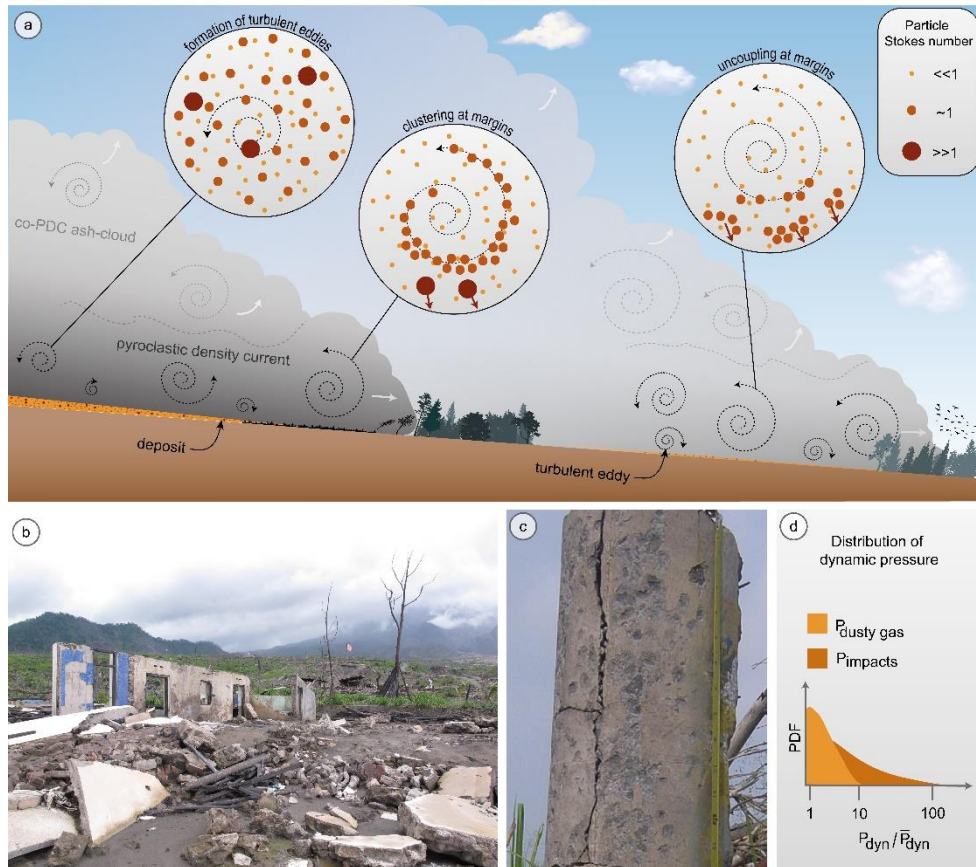 a
formation of turbulent eddies
clustering at margins
uncoupling at margins
Particle
Stokes number
<<1
~1
>>1
co-PDC ash-cloud
pyroclastic density current
deposit
turbulent eddy
b
c
d
Distribution of
dynamic pressure
Pdusty gas
Pimpacts
PDF
1 10 100
Pdyn / P̅dyn